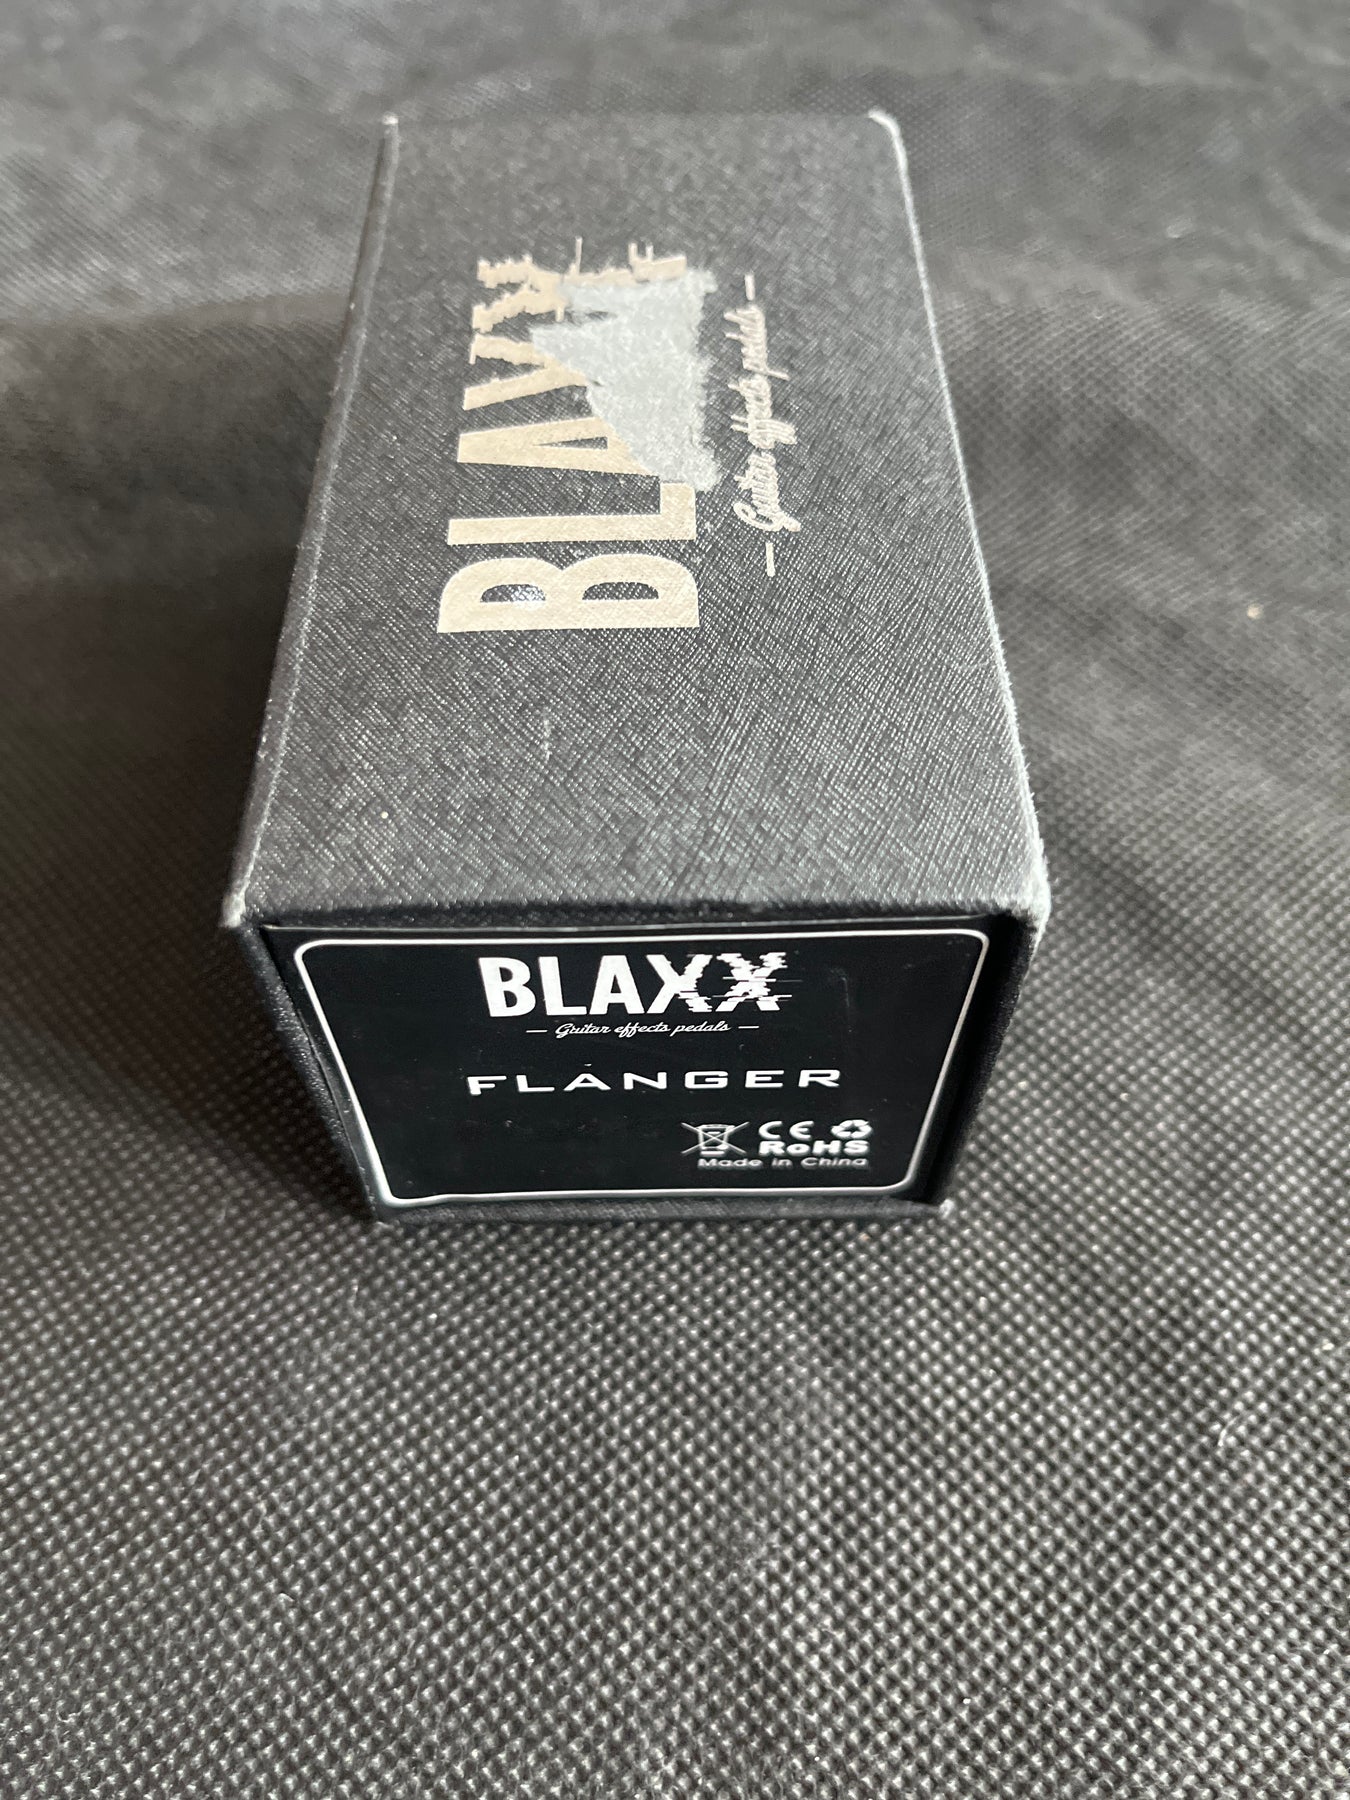 BLAXX
— Guitar effects pedals —
BLAXX
— Guitar effects pedals —
FLANGER
CE
RoHS
Made in China